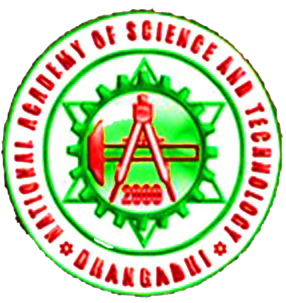 NATIONAL ACADEMY OF SCIENCE AND TECHNOLOGY
DHANGADHI
2000